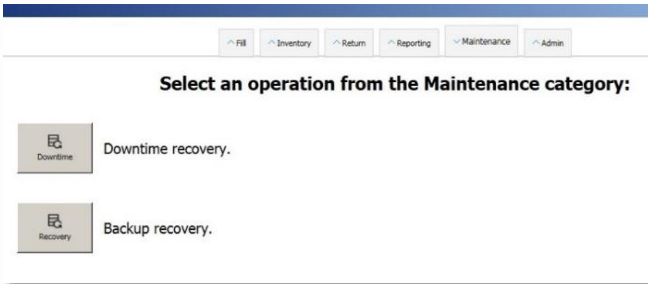 Fill Inventory Return Reporting Maintenance Admin
Select an operation from the Maintenance category:
Downtime
Downtime recovery.
Recovery
Backup recovery.